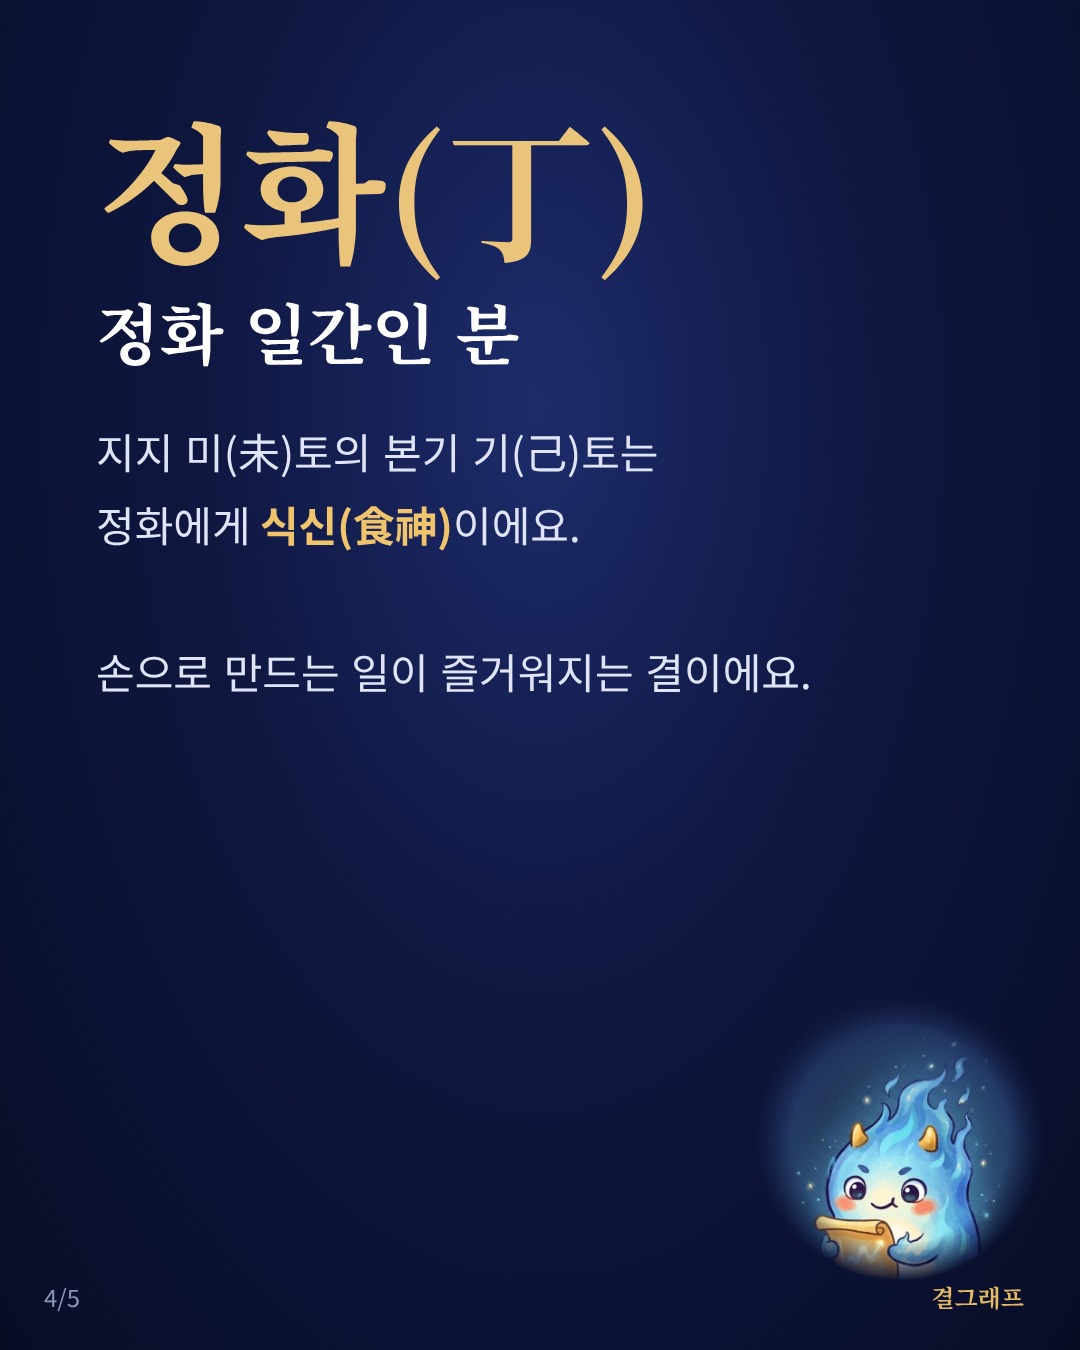 정화(丁)
정화 일간인 분
지지 미(未)토의 본기 기(己)토는
정화에게 식신(食神)이에요.
손으로 만드는 일이 즐거워지는 결이에요.
4/5
결그래프